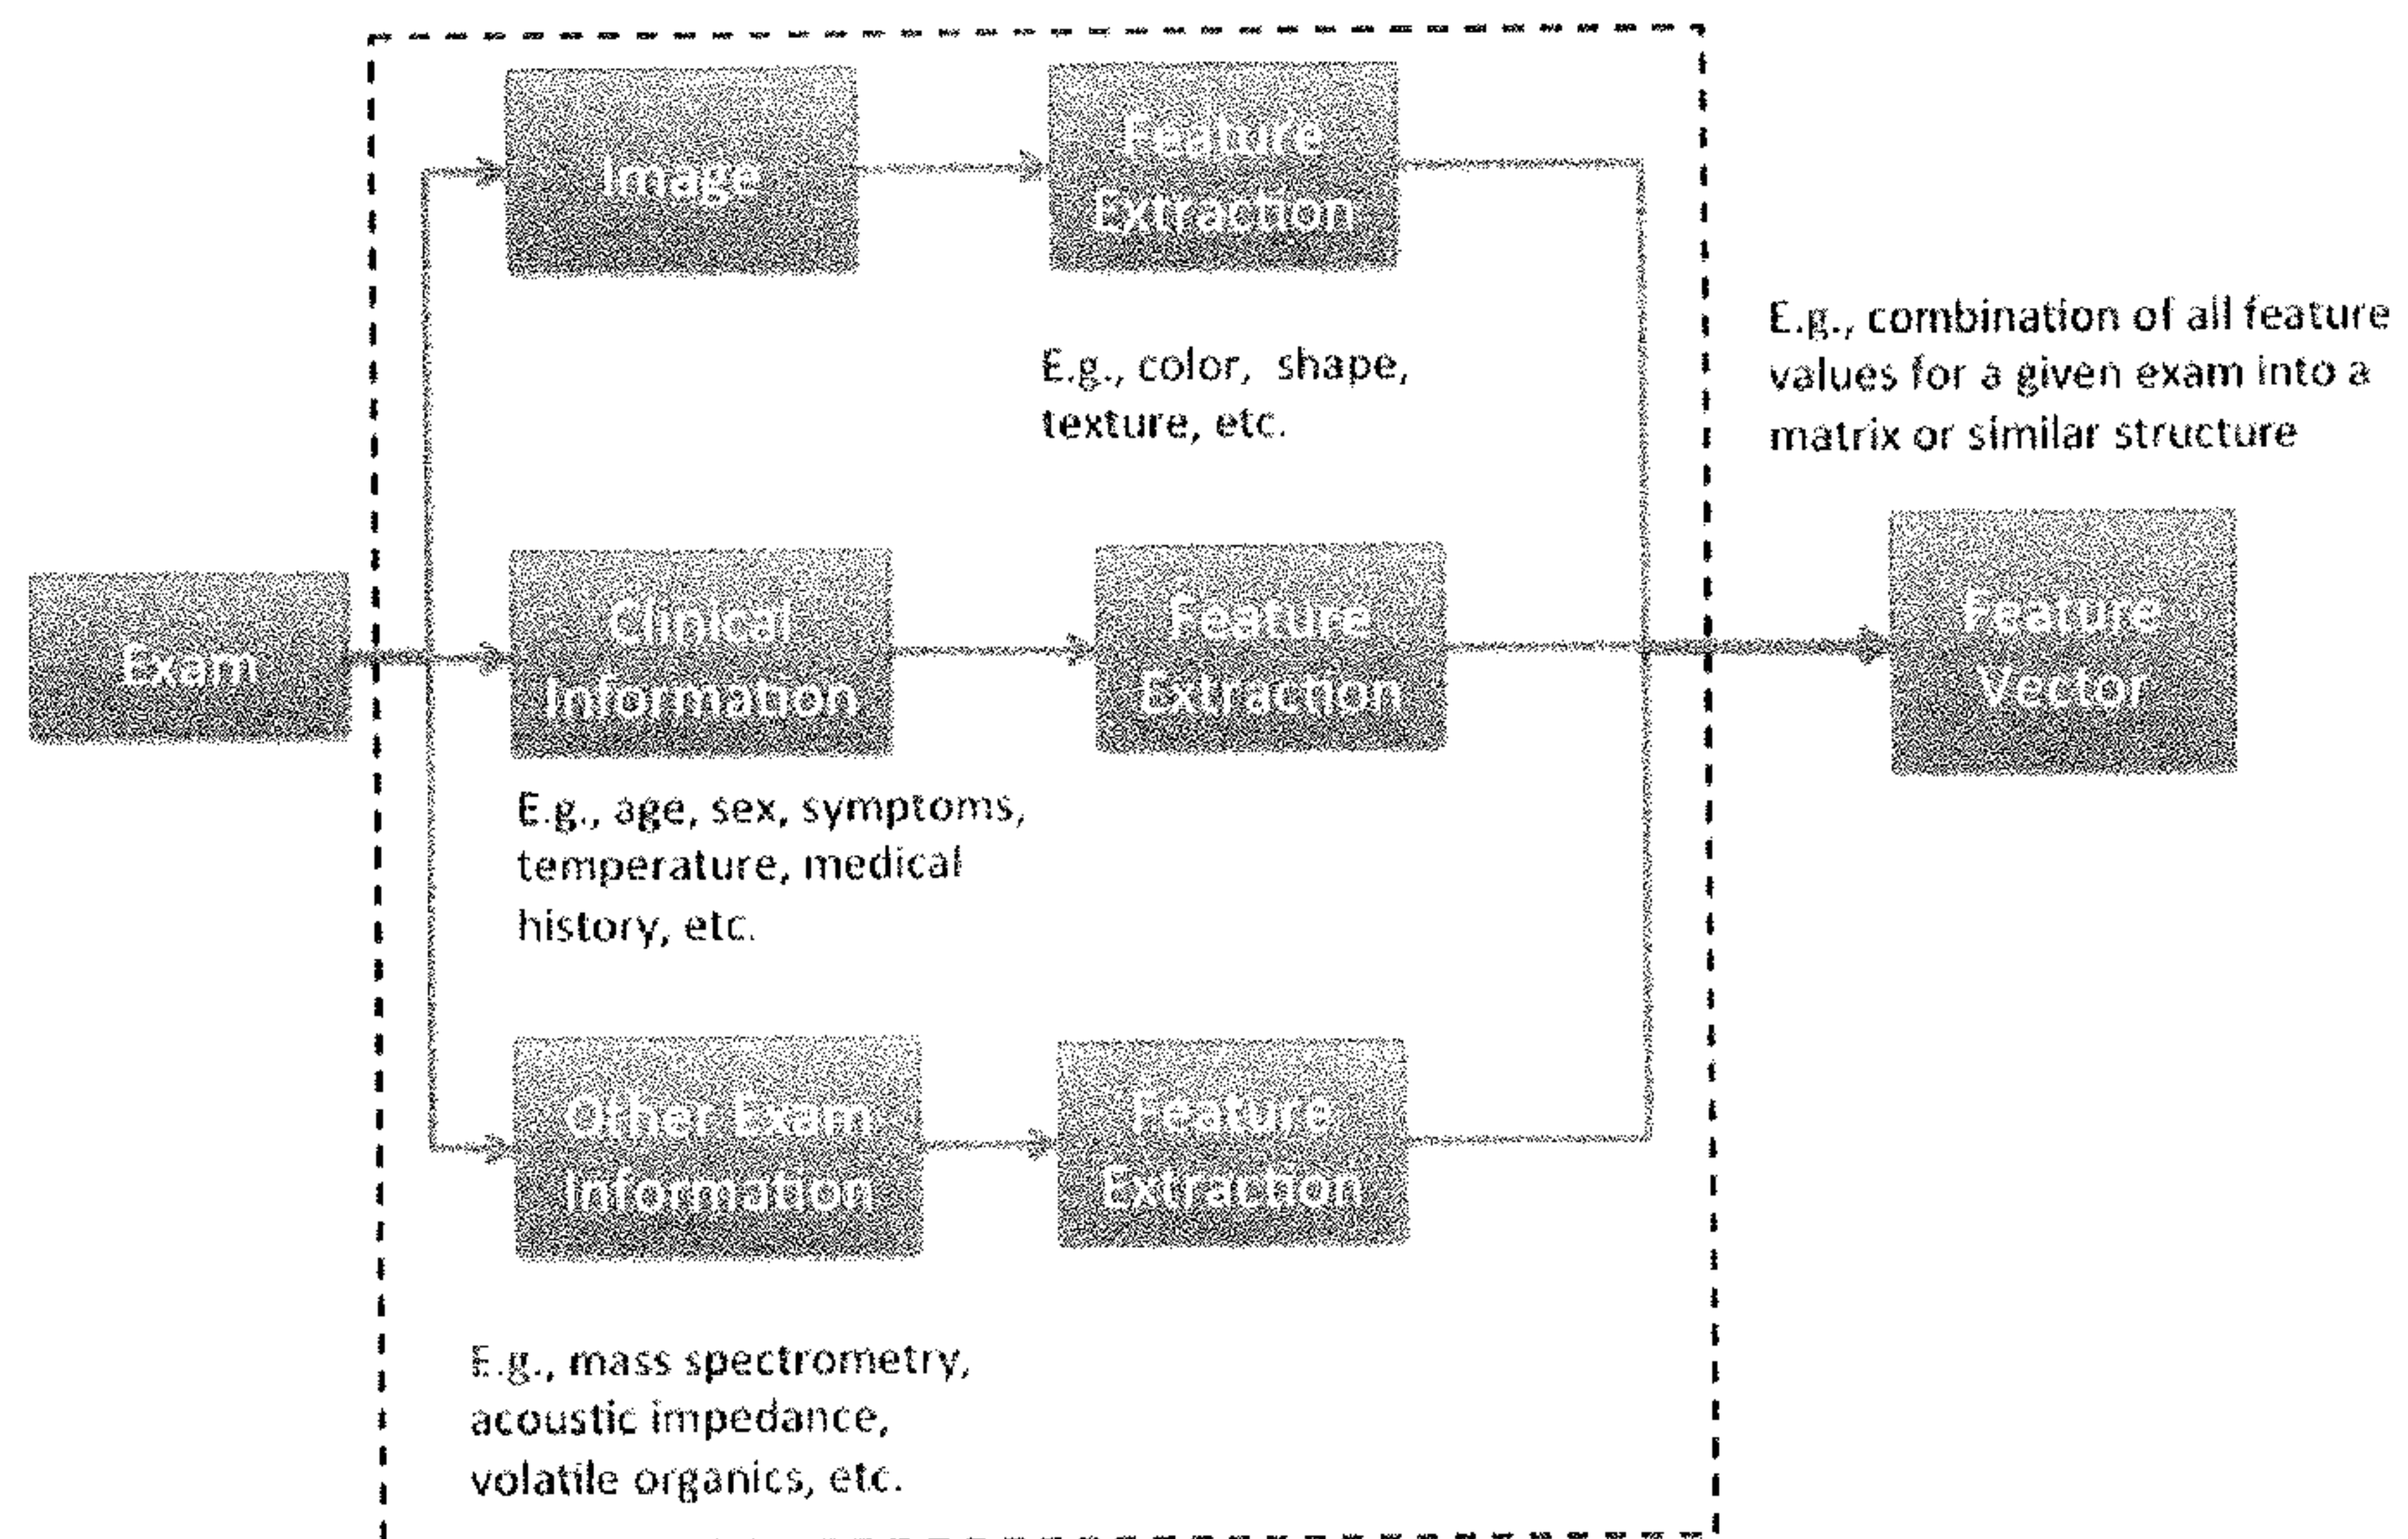 Image
Feature
Extraction
E.g., color, shape,
texture, etc.
E.g., combination of all feature
values for a given exam into a
matrix or similar structure
Exam
Clinical
Information
Feature
Extraction
Feature
Vector
E.g., age, sex, symptoms,
temperature, medical
history, etc.
Other Exam
Information
Feature
Extraction
E.g., mass spectrometry,
acoustic impedance,
volatile organics, etc.